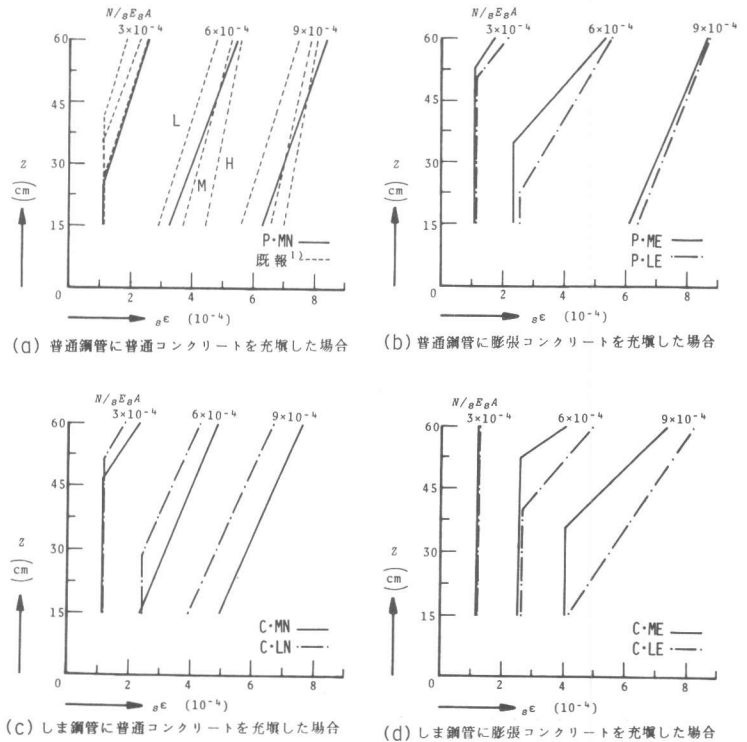 N/sEsA
3×10⁻⁴
6×10⁻⁴
9×10⁻⁴
60
45
30
15
0
z
(cm)
L
M
H
P・MN
既報¹⁾
2
4
6
8
sε (10⁻⁴)
(a) 普通鋼管に普通コンクリートを充塡した場合
N/sEsA
3×10⁻⁴
6×10⁻⁴
9×10⁻⁴
60
45
30
15
0
z
(cm)
P・ME
P・LE
2
4
6
8
sε (10⁻⁴)
(b) 普通鋼管に膨張コンクリートを充塡した場合
N/sEsA
3×10⁻⁴
6×10⁻⁴
9×10⁻⁴
60
45
30
15
0
z
(cm)
C・MN
C・LN
2
4
6
8
sε (10⁻⁴)
(c) しま鋼管に普通コンクリートを充塡した場合
N/sEsA
3×10⁻⁴
6×10⁻⁴
9×10⁻⁴
60
45
30
15
0
z
(cm)
C・ME
C・LE
2
4
6
8
sε (10⁻⁴)
(d) しま鋼管に膨張コンクリートを充塡した場合